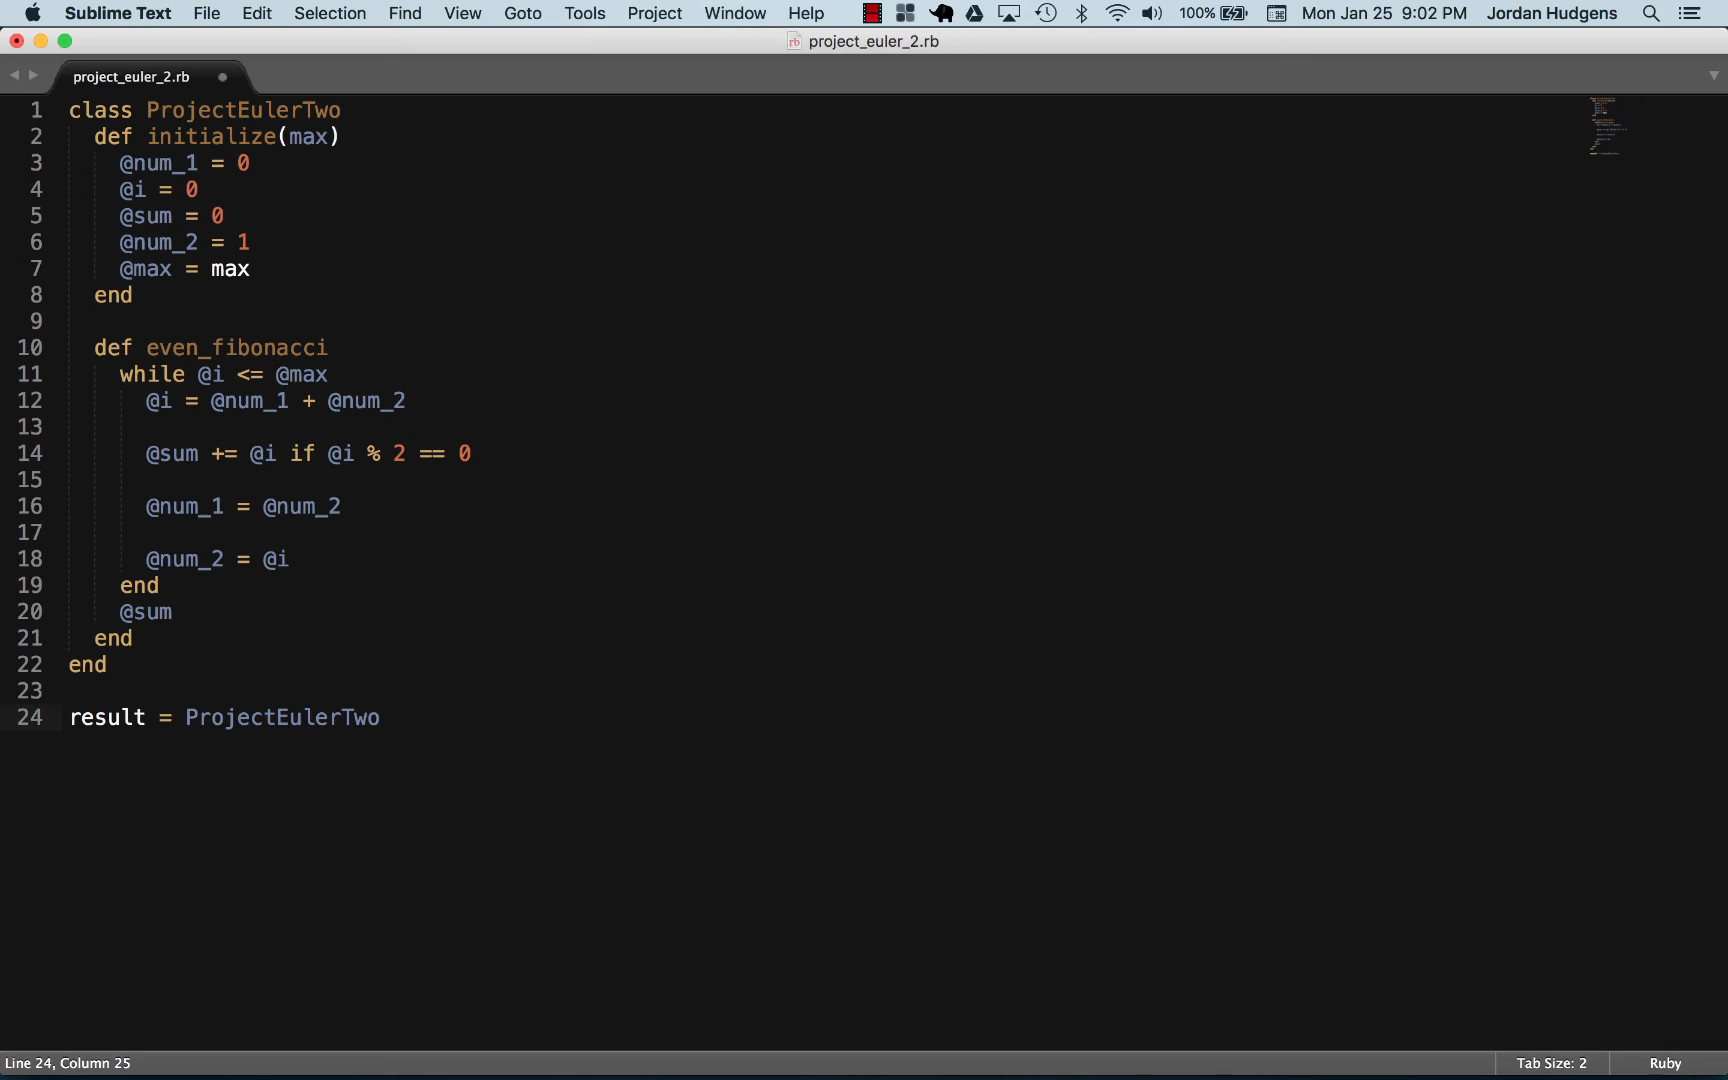 Sublime Text File Edit Selection Find View Goto Tools Project Window Help 100% Mon Jan 25 9:02 PM Jordan Hudgens
project_euler_2.rb
project_euler_2.rb
1 class ProjectEulerTwo
2   def initialize(max)
3     @num_1 = 0
4     @i = 0
5     @sum = 0
6     @num_2 = 1
7     @max = max
8   end
9
10   def even_fibonacci
11     while @i <= @max
12       @i = @num_1 + @num_2
13
14       @sum += @i if @i % 2 == 0
15
16       @num_1 = @num_2
17
18       @num_2 = @i
19     end
20     @sum
21   end
22 end
23
24 result = ProjectEulerTwo
Line 24, Column 25 Tab Size: 2 Ruby